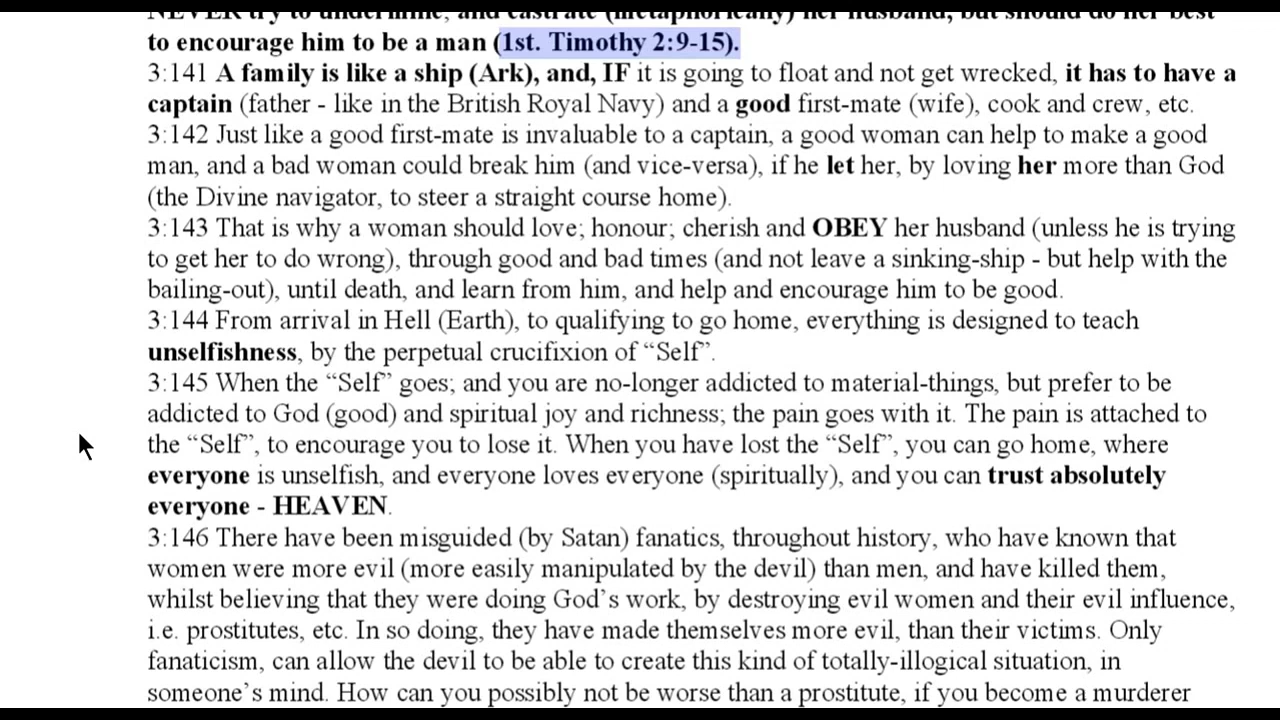 NEVER try to undermine, and castrate (metaphorically) her husband, but should do her best
to encourage him to be a man (1st. Timothy 2:9-15).
3:141 A family is like a ship (Ark), and, IF it is going to float and not get wrecked, it has to have a
captain (father - like in the British Royal Navy) and a good first-mate (wife), cook and crew, etc.
3:142 Just like a good first-mate is invaluable to a captain, a good woman can help to make a good
man, and a bad woman could break him (and vice-versa), if he let her, by loving her more than God
(the Divine navigator, to steer a straight course home).
3:143 That is why a woman should love; honour; cherish and OBEY her husband (unless he is trying
to get her to do wrong), through good and bad times (and not leave a sinking-ship - but help with the
bailing-out), until death, and learn from him, and help and encourage him to be good.
3:144 From arrival in Hell (Earth), to qualifying to go home, everything is designed to teach
unselfishness, by the perpetual crucifixion of “Self”.
3:145 When the “Self” goes; and you are no-longer addicted to material-things, but prefer to be
addicted to God (good) and spiritual joy and richness; the pain goes with it. The pain is attached to
the “Self”, to encourage you to lose it. When you have lost the “Self”, you can go home, where
everyone is unselfish, and everyone loves everyone (spiritually), and you can trust absolutely
everyone - HEAVEN.
3:146 There have been misguided (by Satan) fanatics, throughout history, who have known that
women were more evil (more easily manipulated by the devil) than men, and have killed them,
whilst believing that they were doing God’s work, by destroying evil women and their evil influence,
i.e. prostitutes, etc. In so doing, they have made themselves more evil, than their victims. Only
fanaticism, can allow the devil to be able to create this kind of totally-illogical situation, in
someone’s mind. How can you possibly not be worse than a prostitute, if you become a murderer